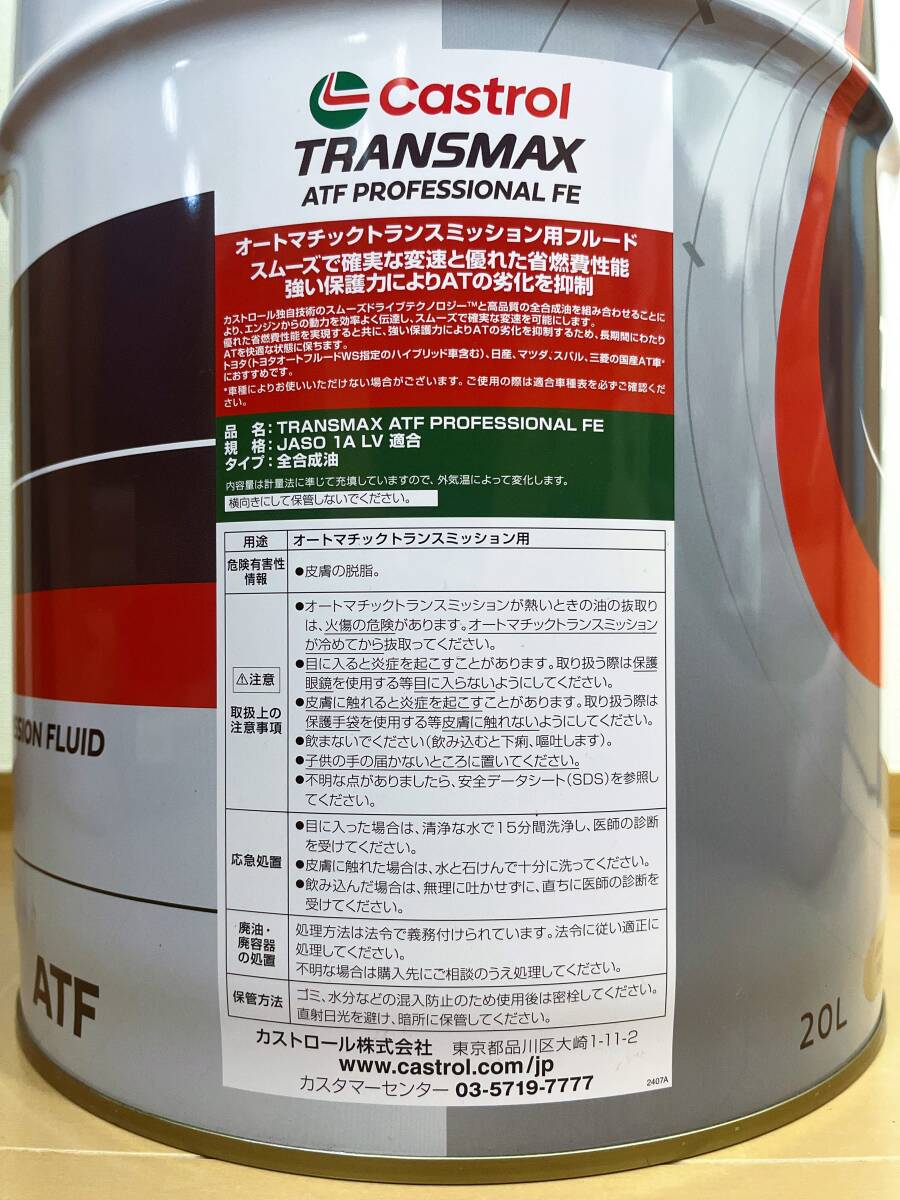 Castrol
TRANSMAX
ATF PROFESSIONAL FE
オートマチックトランスミッション用フルード
スムーズで確実な変速と優れた省燃費性能
強い保護力によりATの劣化を抑制
カストロール独自技術のスムーズドライブテクノロジー™と高品質の全合成油を組み合わせることに
より、エンジンからの動力を効率よく伝達し、スムーズで確実な変速を可能にします。
優れた省燃費性能を実現すると共に、強い保護力によりATの劣化を抑制するため、長期間にわたり
ATを快適な状態に保ちます。
トヨタ(トヨタオートフルードWS指定のハイブリッド車含む)、日産、マツダ、スバル、三菱の国産AT車*
におすすめです。
*車種によりお使いいただけない場合がございます。ご使用の際は適合車種表を必ずご確認くだ
さい。
品 名：TRANSMAX ATF PROFESSIONAL FE
規 格：JASO 1A LV 適合
タイプ：全合成油
内容量は計量法に準じて充填していますので、外気温によって変化します。
横向きにして保管しないでください。
用途 オートマチックトランスミッション用
危険有害性
情報
●皮膚の脱脂。
⚠注意
取扱上の
注意事項
●オートマチックトランスミッションが熱いときの油の抜取り
は、火傷の危険があります。オートマチックトランスミッション
が冷めてから抜取ってください。
●目に入ると炎症を起こすことがあります。取り扱う際は保護
眼鏡を使用する等目に入らないようにしてください。
●皮膚に触れると炎症を起こすことがあります。取り扱う際は
保護手袋を使用する等皮膚に触れないようにしてください。
●飲まないでください(飲み込むと下痢、嘔吐します)。
●子供の手の届かないところに置いてください。
●不明な点がありましたら、安全データシート(SDS)を参照し
てください。
応急処置
●目に入った場合は、清浄な水で15分間洗浄し、医師の診断
を受けてください。
●皮膚に触れた場合は、水と石けんで十分に洗ってください。
●飲み込んだ場合は、無理に吐かせずに、直ちに医師の診断を
受けてください。
廃油・
廃容器
の処置
処理方法は法令で義務付けられています。法令に従い適正に
処理してください。
不明な場合は購入先にご相談のうえ処理してください。
保管方法
ゴミ、水分などの混入防止のため使用後は密栓してください。
直射日光を避け、暗所に保管してください。
カストロール株式会社 東京都品川区大崎1-11-2
www.castrol.com/jp
カスタマーセンター 03-5719-7777
2407A
SSION FLUID
ATF
20L